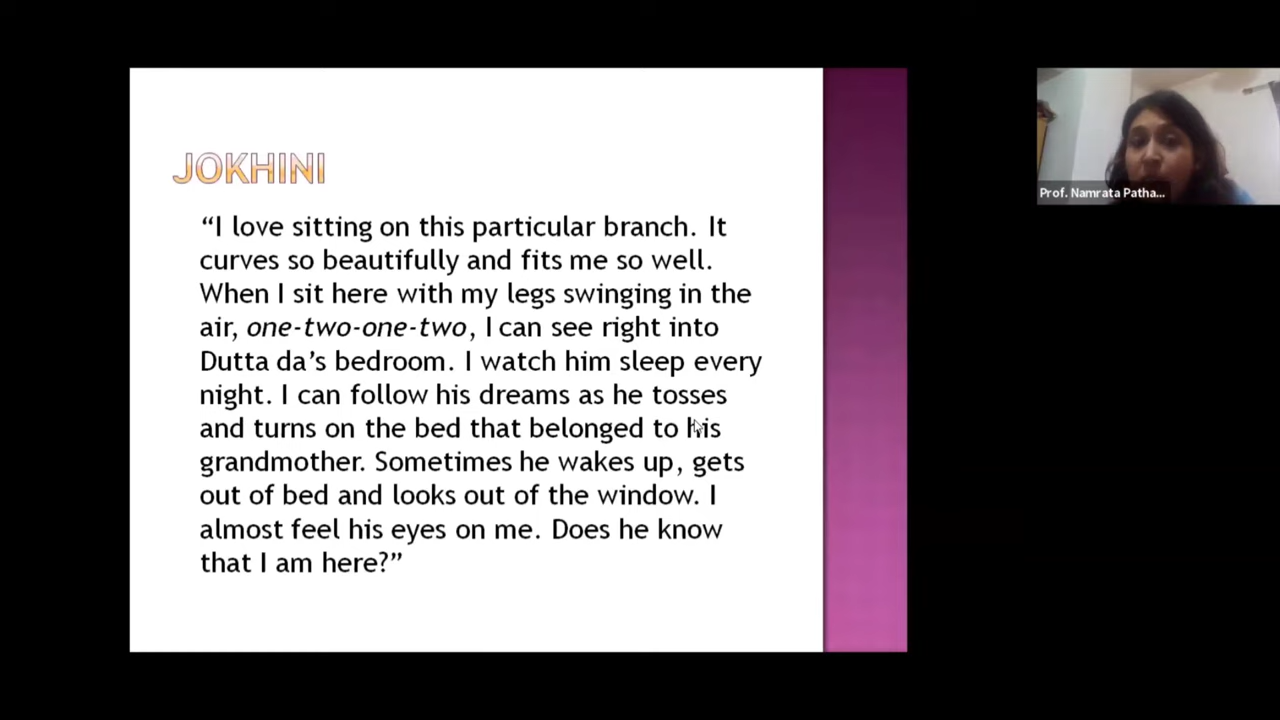 JOKHINI
“I love sitting on this particular branch. It
curves so beautifully and fits me so well.
When I sit here with my legs swinging in the
air, one-two-one-two, I can see right into
Dutta da’s bedroom. I watch him sleep every
night. I can follow his dreams as he tosses
and turns on the bed that belonged to his
grandmother. Sometimes he wakes up, gets
out of bed and looks out of the window. I
almost feel his eyes on me. Does he know
that I am here?”
Prof. Namrata Patha...